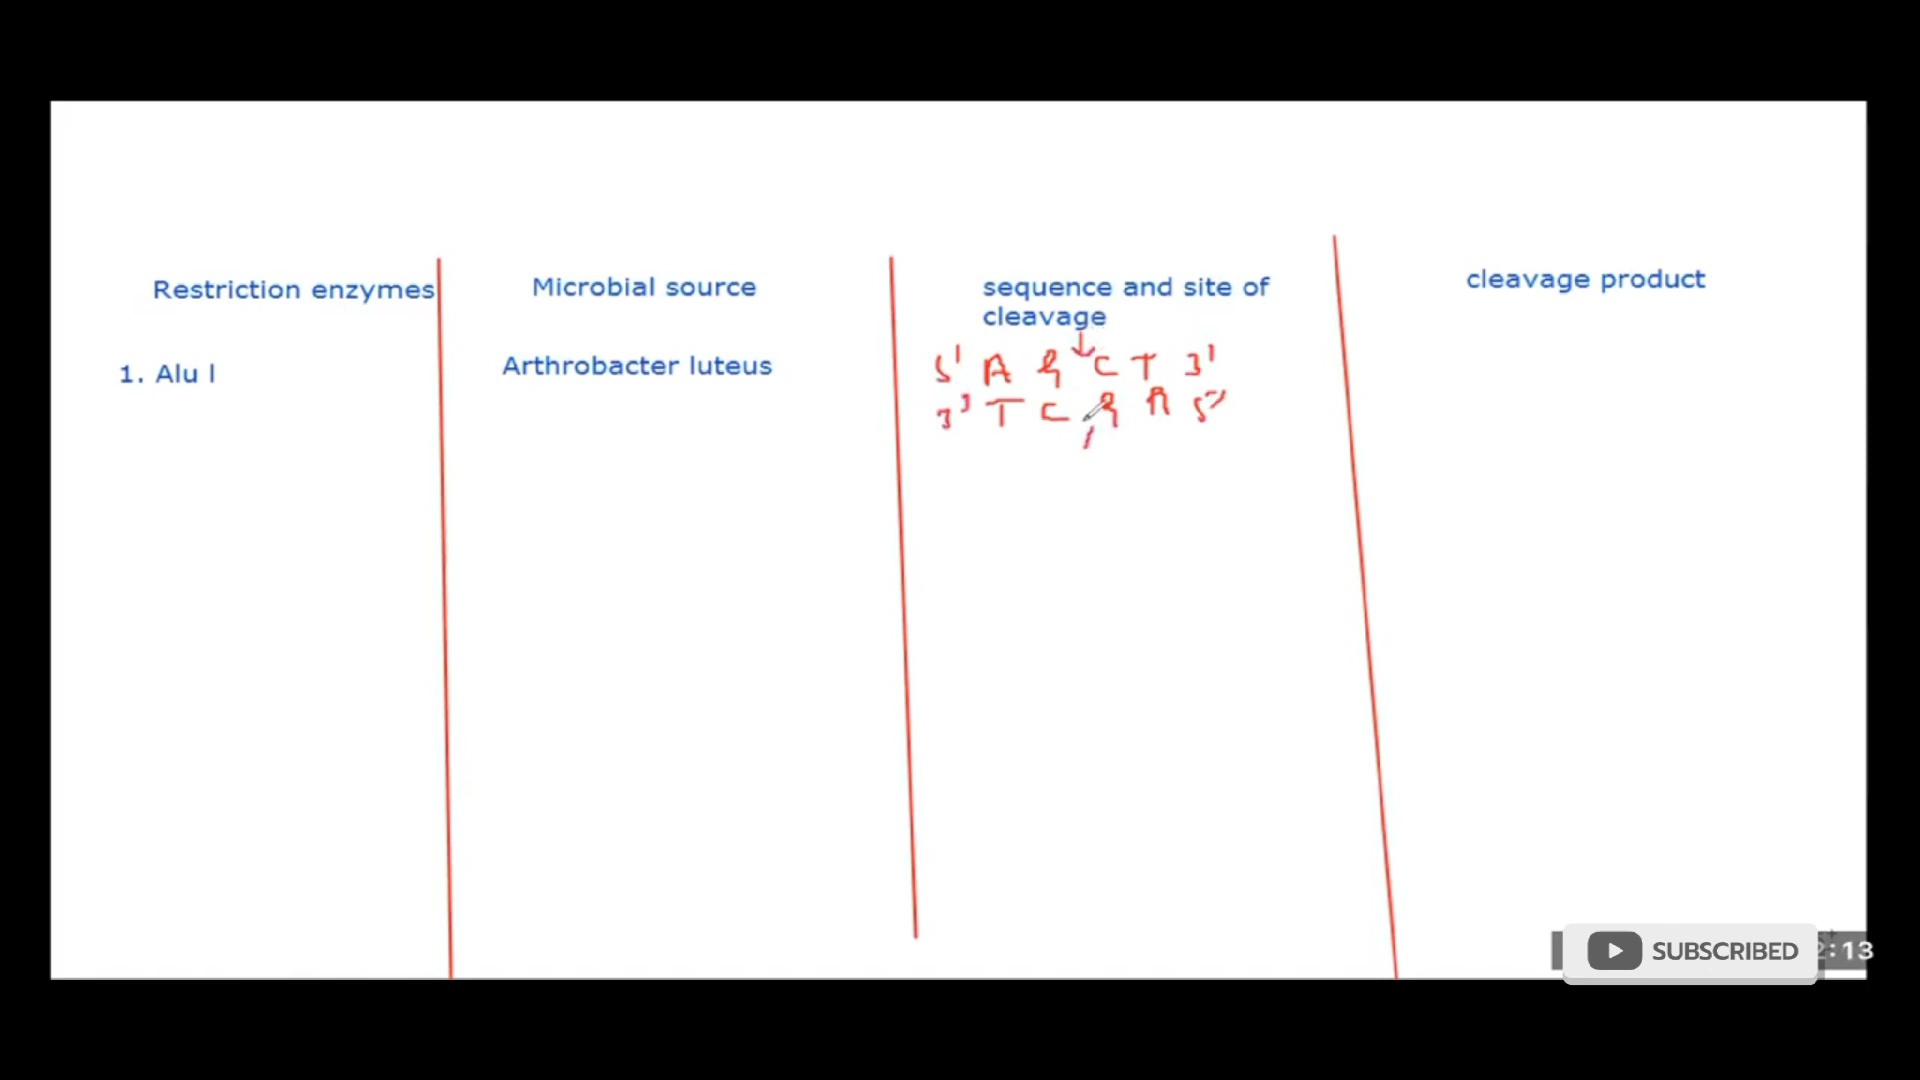 Restriction enzymes
Microbial source
sequence and site of
cleavage
cleavage product
1. Alu l
Arthrobacter luteus
5' A G C T 3'
3' T C G A 5'
SUBSCRIBED
:13